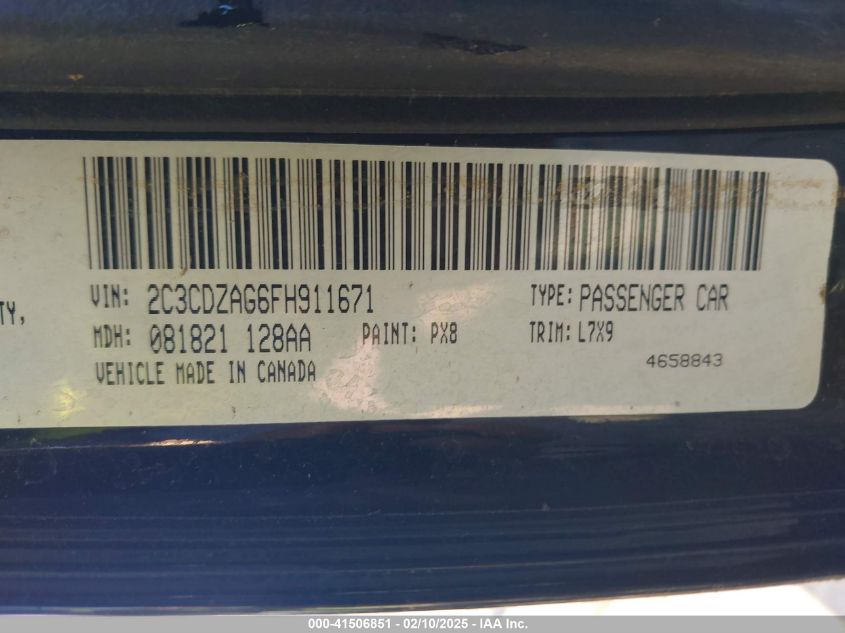 TY,
VIN: 2C3CDZAG6FH911671 TYPE: PASSENGER CAR
MDH: 081821 128AA PAINT: PX8 TRIM: L7X9
VEHICLE MADE IN CANADA 4658843
000-41506851 — 02/10/2025 - IAA Inc.